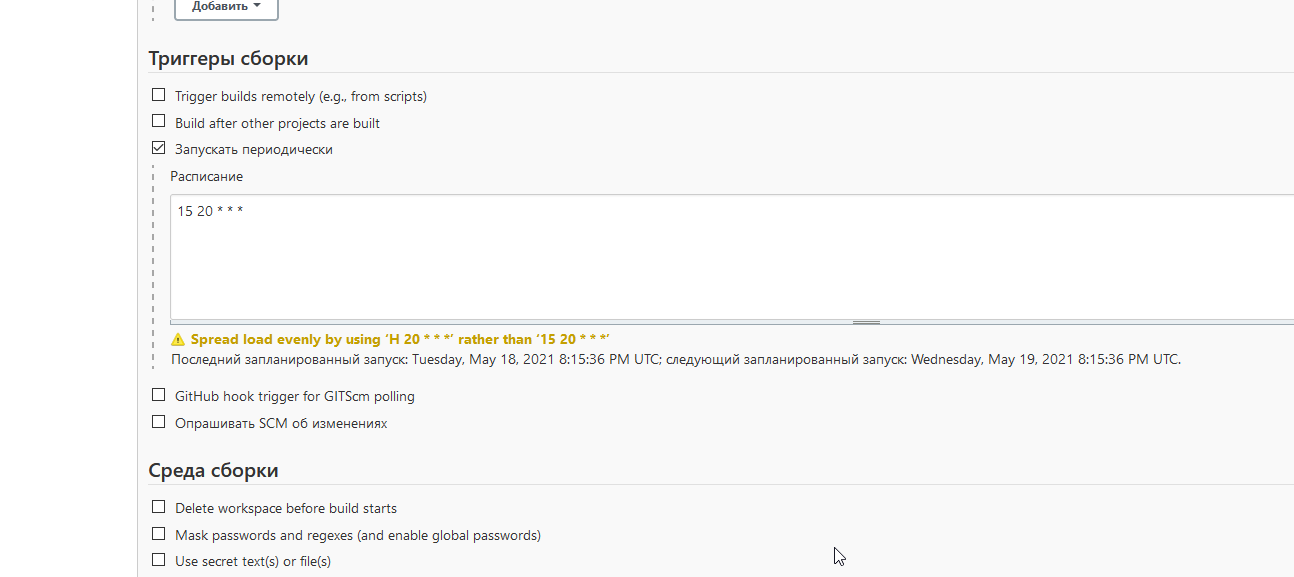 Добавить
Триггеры сборки
Trigger builds remotely (e.g., from scripts)
Build after other projects are built
Запускать периодически
Расписание
15 20 * * *
Spread load evenly by using ‘H 20 * * *’ rather than ‘15 20 * * *’
Последний запланированный запуск: Tuesday, May 18, 2021 8:15:36 PM UTC; следующий запланированный запуск: Wednesday, May 19, 2021 8:15:36 PM UTC.
GitHub hook trigger for GITScm polling
Опрашивать SCM об изменениях
Среда сборки
Delete workspace before build starts
Mask passwords and regexes (and enable global passwords)
Use secret text(s) or file(s)